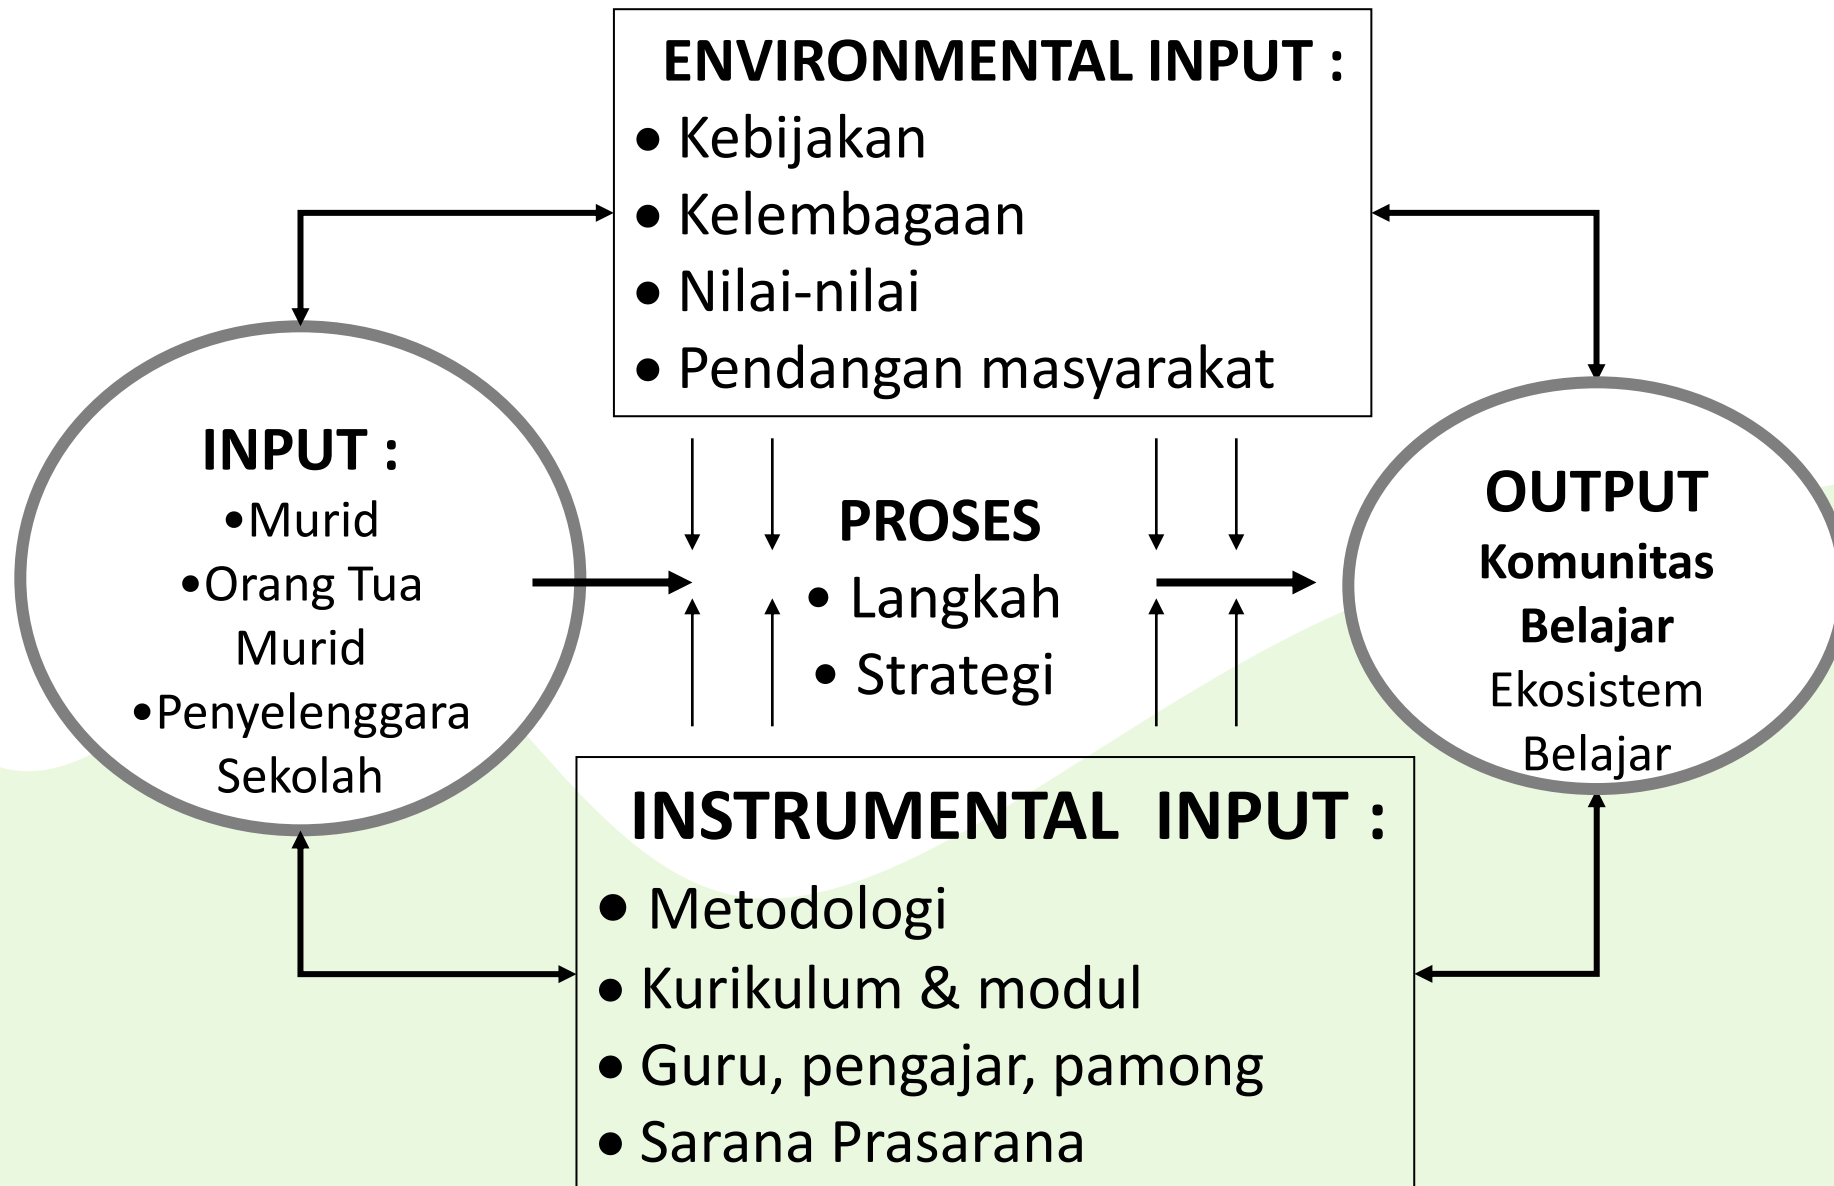 ENVIRONMENTAL INPUT :
• Kebijakan
• Kelembagaan
• Nilai-nilai
• Pendangan masyarakat
INPUT :
•Murid
•Orang Tua
Murid
•Penyelenggara
Sekolah
PROSES
• Langkah
• Strategi
OUTPUT
Komunitas
Belajar
Ekosistem
Belajar
INSTRUMENTAL INPUT :
• Metodologi
• Kurikulum & modul
• Guru, pengajar, pamong
• Sarana Prasarana